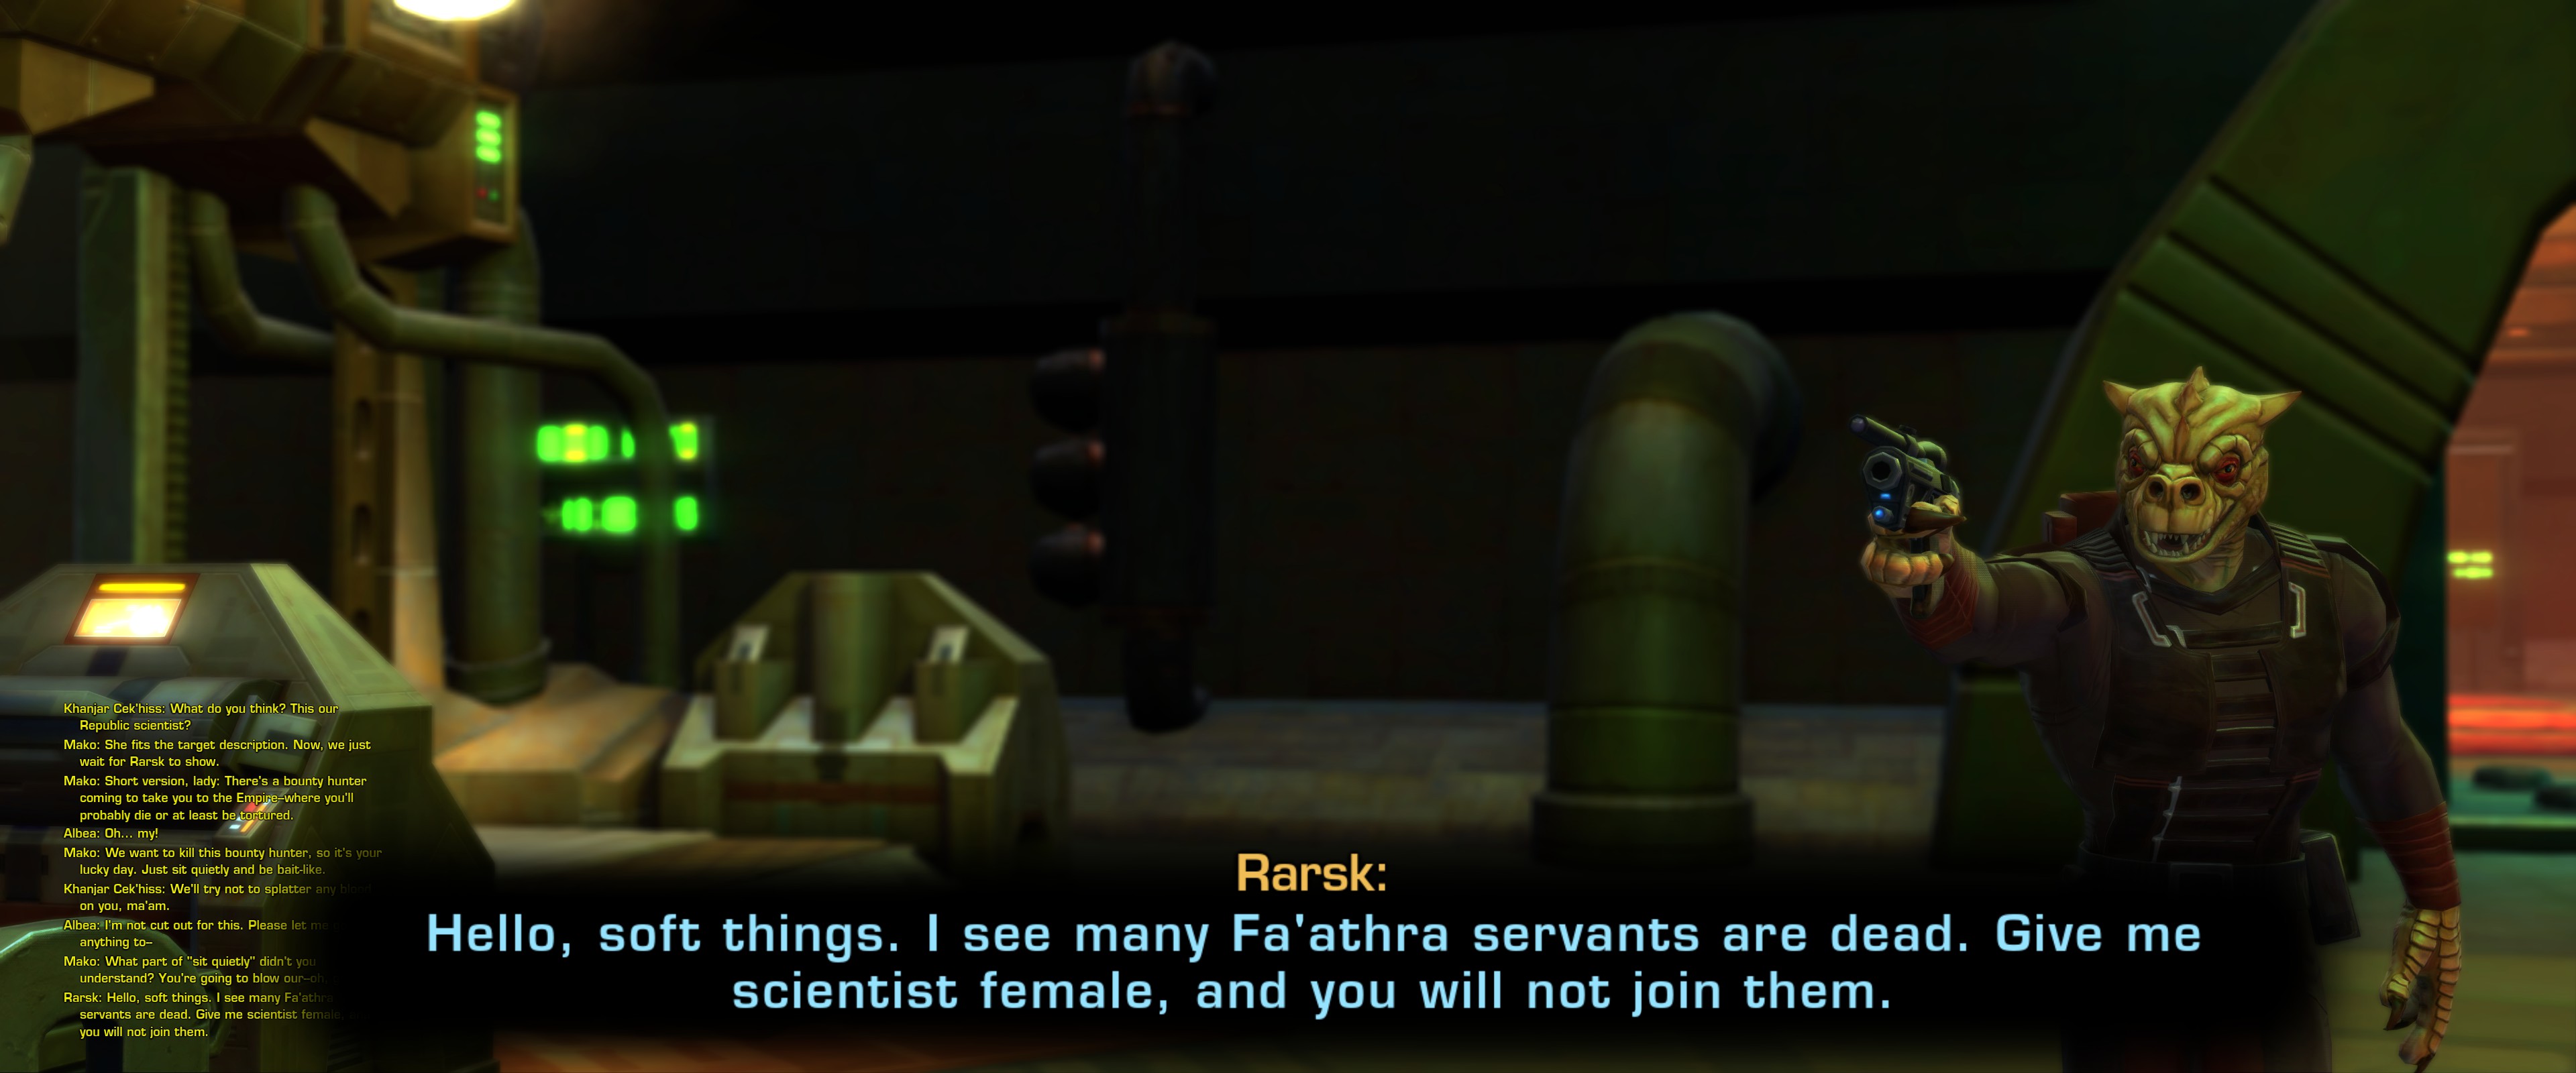 Khanjar Cek'hiss: What do you think? This our
Republic scientist?
Mako: She fits the target description. Now, we just
wait for Rarsk to show.
Mako: Short version, lady: There's a bounty hunter
coming to take you to the Empire–where you'll
probably die or at least be tortured.
Albea: Oh... my!
Mako: We want to kill this bounty hunter, so it's your
lucky day. Just sit quietly and be bait-like.
Khanjar Cek'hiss: We'll try not to splatter any blood
on you, ma'am.
Albea: I'm not cut out for this. Please let me
anything to–
Mako: What part of "sit quietly" didn't you
understand? You're going to blow our–oh,
Rarsk: Hello, soft things. I see many Fa'athra
servants are dead. Give me scientist female,
you will not join them.
Rarsk:
Hello, soft things. I see many Fa'athra servants are dead. Give me
scientist female, and you will not join them.